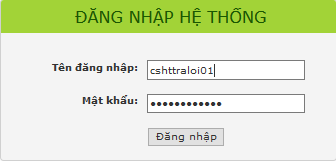 ĐĂNG NHẬP HỆ THỐNG
Tên đăng nhập: cshttraloi01
Mật khẩu: ••••••••••••
Đăng nhập